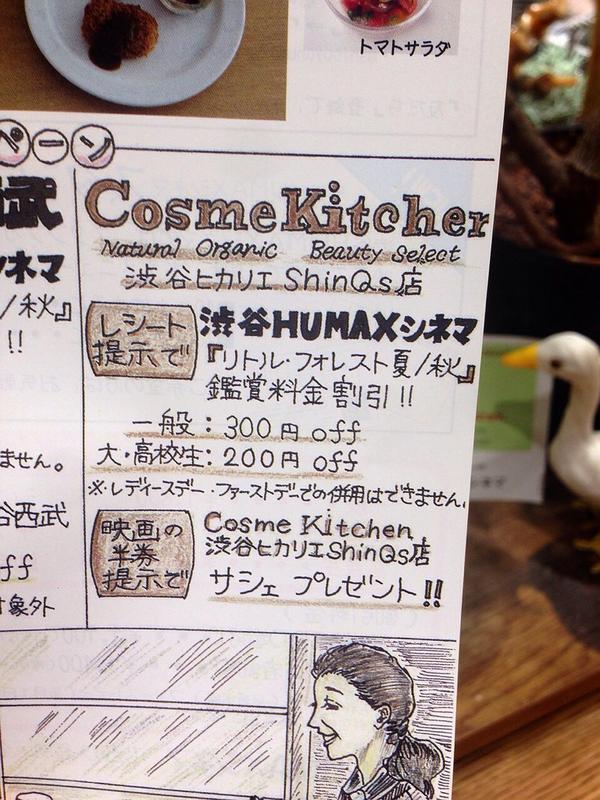 トマトサラダ
ペーン
武
シネマ
/秋』
!!
ません。
谷西武
ff
対象外
Cosme Kitchen
Natural Organic Beauty Select
渋谷ヒカリエ ShinQs店
レシート
提示で
渋谷HUMAXシネマ
『リトル・フォレスト夏/秋』
鑑賞料金割引!!
一般：300円 off
大・高校生：200円 off
※・レディースデー・ファーストデーでの併用はできません。
映画の
半券
提示で
Cosme Kitchen
渋谷ヒカリエShinQs店
サシェ プレゼント!!